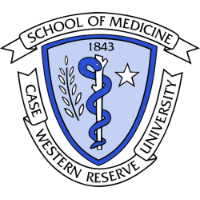 SCHOOL OF MEDICINE
1843
CASE WESTERN RESERVE UNIVERSITY